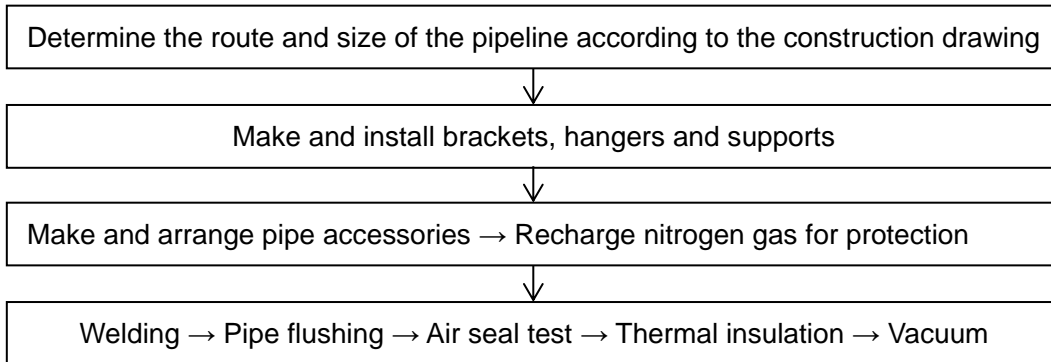 Determine the route and size of the pipeline according to the construction drawing
Make and install brackets, hangers and supports
Make and arrange pipe accessories → Recharge nitrogen gas for protection
Welding → Pipe flushing → Air seal test → Thermal insulation → Vacuum